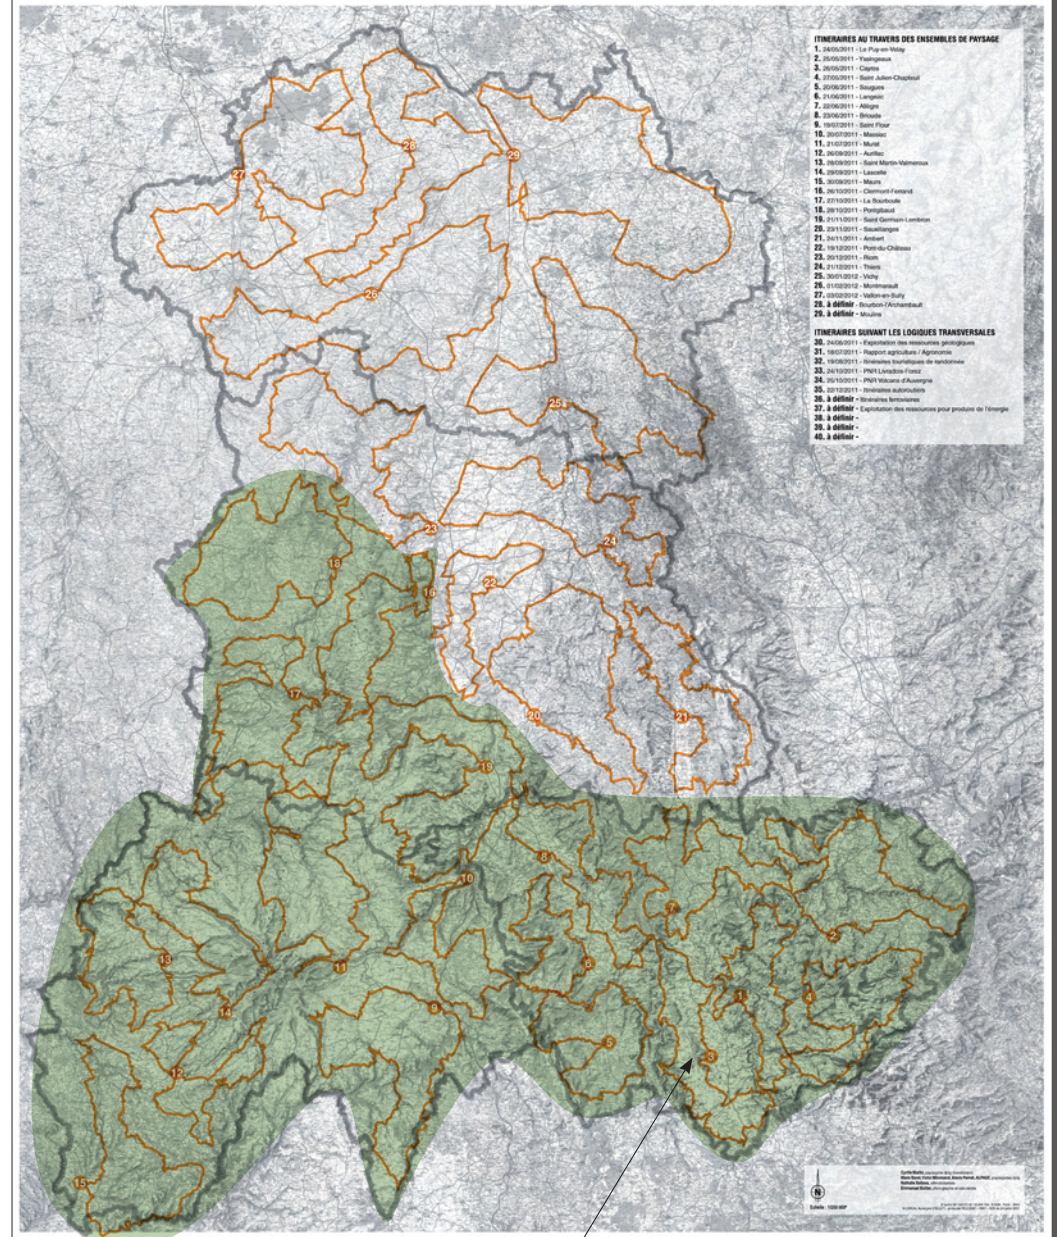 ITINERAIRES AU TRAVERS DES ENSEMBLES DE PAYSAGE
1. 24/05/2011 - Le Puy-en-Velay
2. 25/05/2011 - Yssingeaux
3. 26/05/2011 - Cayres
4. 27/05/2011 - Saint Julien-Chapteuil
5. 20/06/2011 - Saugues
6. 21/06/2011 - Langeac
7. 22/06/2011 - Allègre
8. 23/06/2011 - Brioude
9. 19/07/2011 - Saint Flour
10. 20/07/2011 - Massiac
11. 21/07/2011 - Murat
12. 26/09/2011 - Aurillac
13. 28/09/2011 - Saint Martin-Valmeroux
14. 29/09/2011 - Lascelle
15. 30/09/2011 - Maurs
16. 26/10/2011 - Clermont-Ferrand
17. 27/10/2011 - La Bourboule
18. 28/10/2011 - Pontgibaud
19. 21/11/2011 - Saint Germain-Lembron
20. 23/11/2011 - Sauxillanges
21. 24/11/2011 - Ambert
22. 19/12/2011 - Pont-du-Château
23. 20/12/2011 - Riom
24. 21/12/2011 - Thiers
25. 30/01/2012 - Vichy
26. 01/02/2012 - Montmarault
27. 03/02/2012 - Vallon-en-Sully
28. à définir - Bourbon-l'Archambault
29. à définir - Moulins
ITINERAIRES SUIVANT LES LOGIQUES TRANSVERSALES
30. 24/06/2011 - Exploitation des ressources géologiques
31. 18/07/2011 - Rapport agriculture / Agronomie
32. 19/08/2011 - Itinéraires touristiques de randonnée
33. 24/10/2011 - PNR Livradois-Forez
34. 25/10/2011 - PNR Volcans d'Auvergne
35. 22/12/2011 - Itinéraires autoroutiers
36. à définir - Itinéraires ferroviaires
37. à définir - Exploitation des ressources pour produire de l'énergie
38. à définir -
39. à définir -
40. à définir -
28
29
27
26
25
23
24
18
22
16
17
20
21
19
8
10
7
2
13
11
6
14
9
1
4
5
3
12
15
N